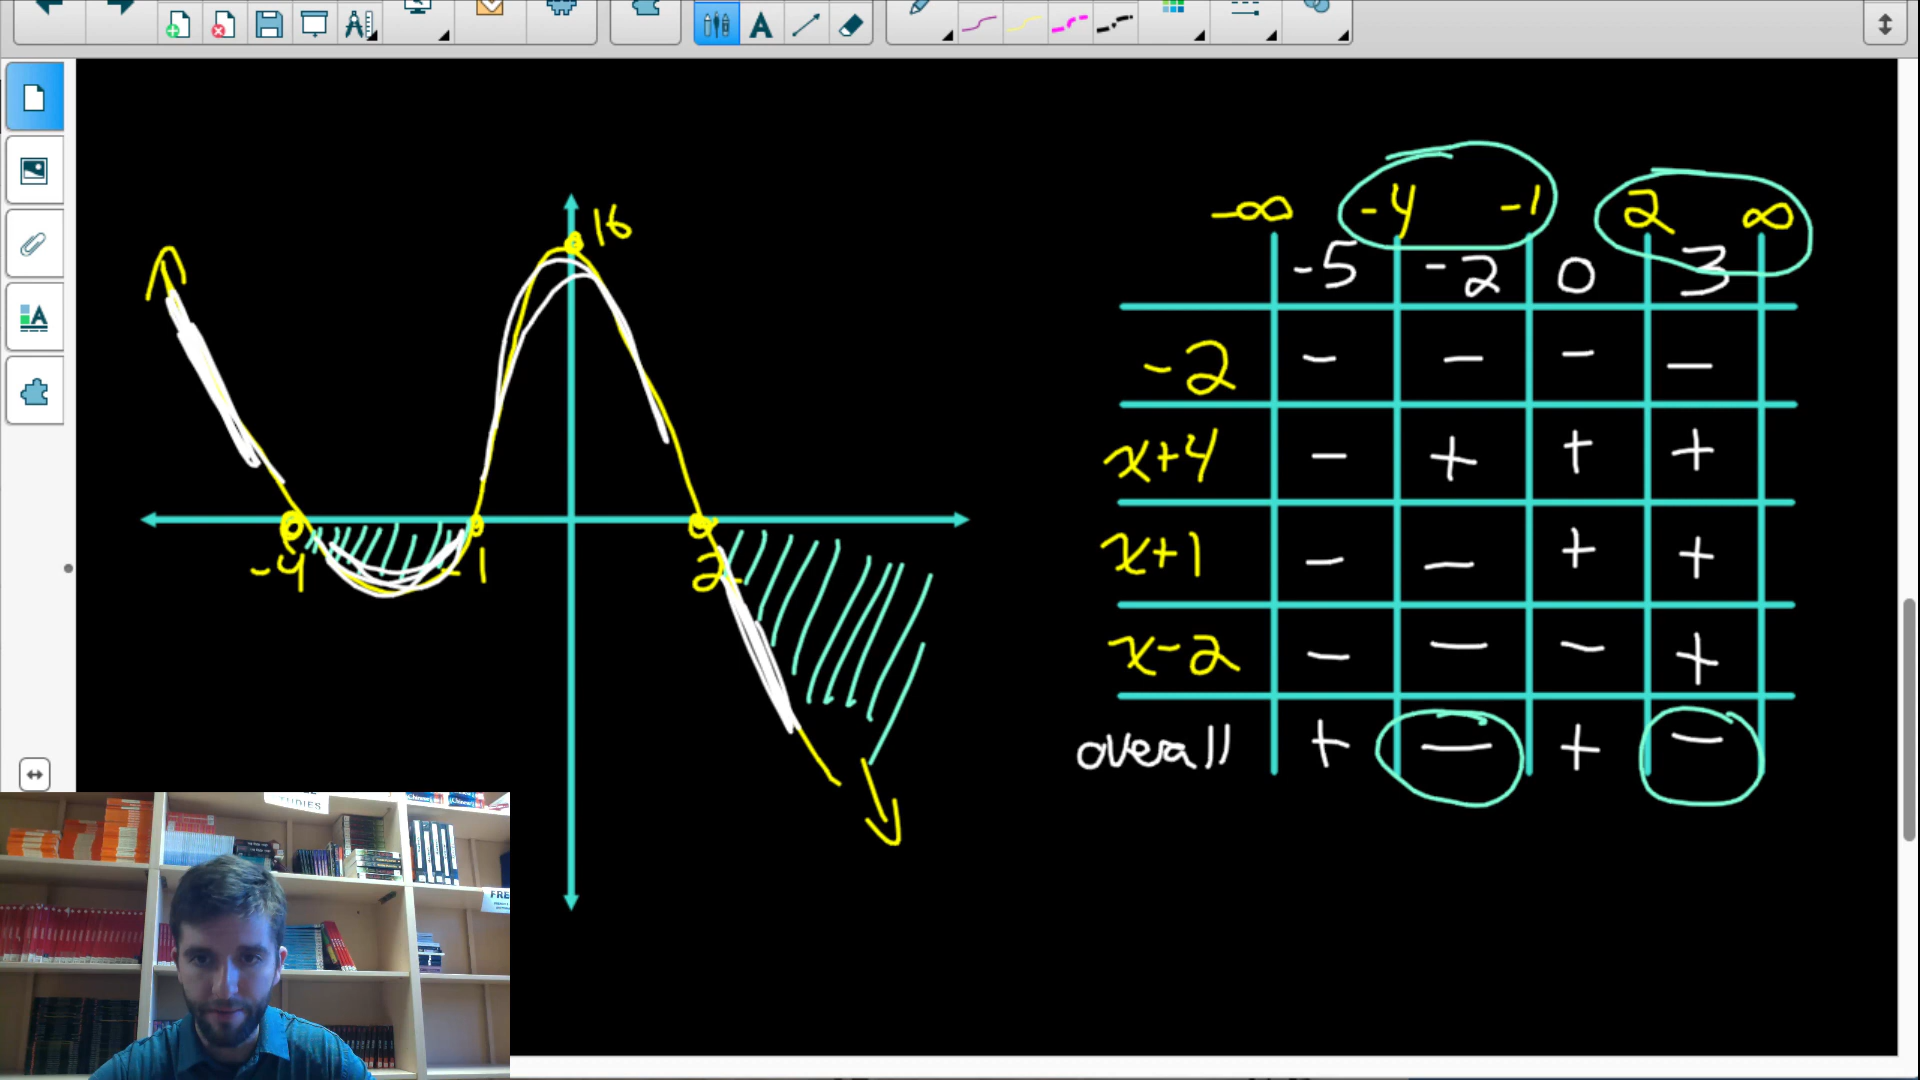 16
-4
-1
2
-∞ -4 -1 2 ∞
-5 -2 0 3
-2 - - - -
x+4 - + + +
x+1 - - + +
x-2 - - - +
overall + - + -
A
A